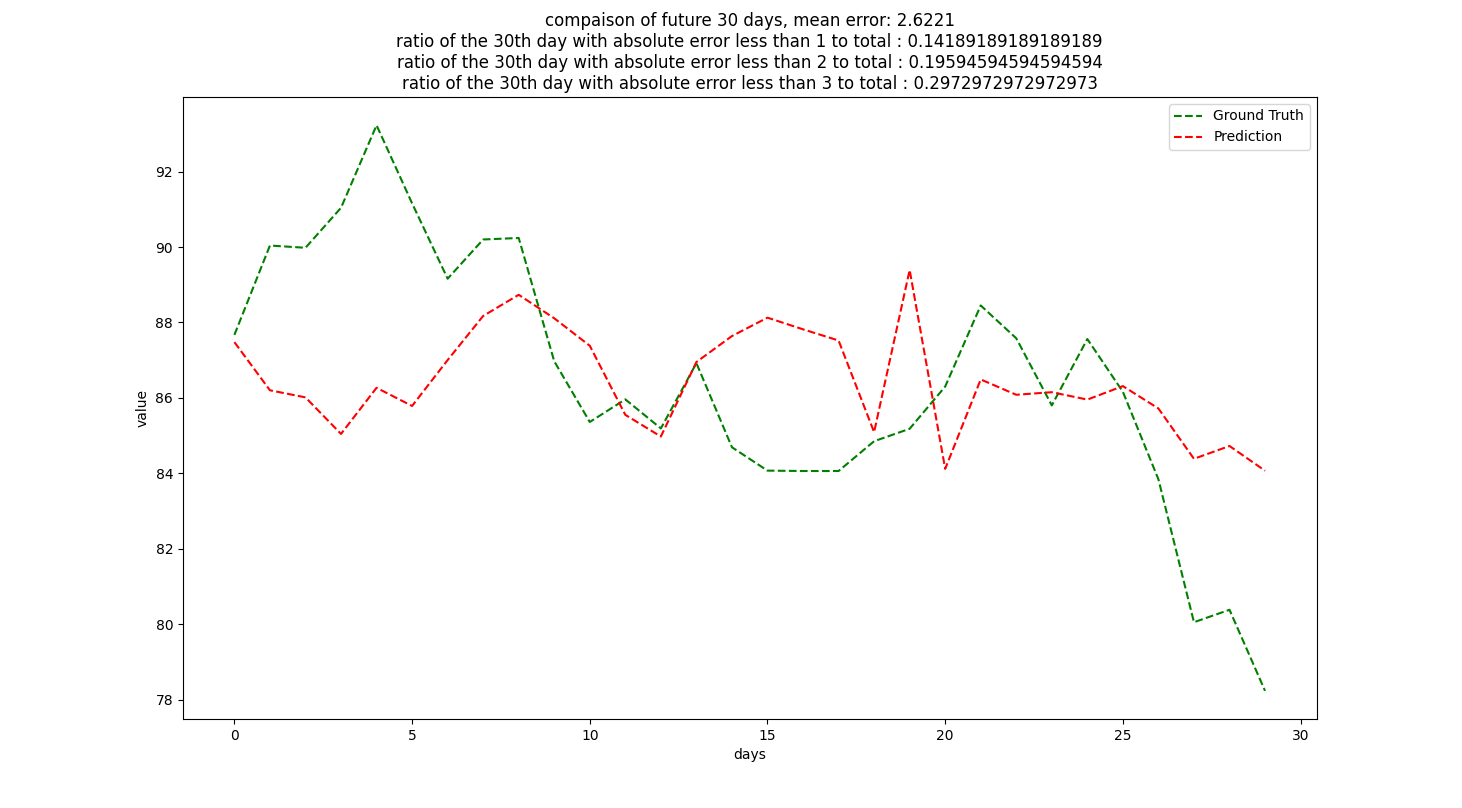 compaison of future 30 days, mean error: 2.6221
ratio of the 30th day with absolute error less than 1 to total : 0.14189189189189189
ratio of the 30th day with absolute error less than 2 to total : 0.19594594594594594
ratio of the 30th day with absolute error less than 3 to total : 0.2972972972972973
Ground Truth
Prediction
92
90
88
86
84
82
80
78
value
0 5 10 15 20 25 30
days